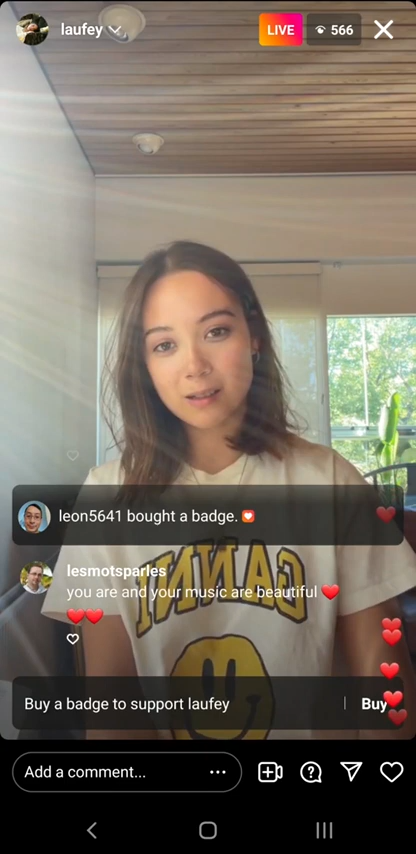 laufey
LIVE
566
leon5641 bought a badge.
lesmotsparles
you are and your music are beautiful ❤️
❤️❤️
GANNI
Buy a badge to support laufey
Buy
Add a comment...